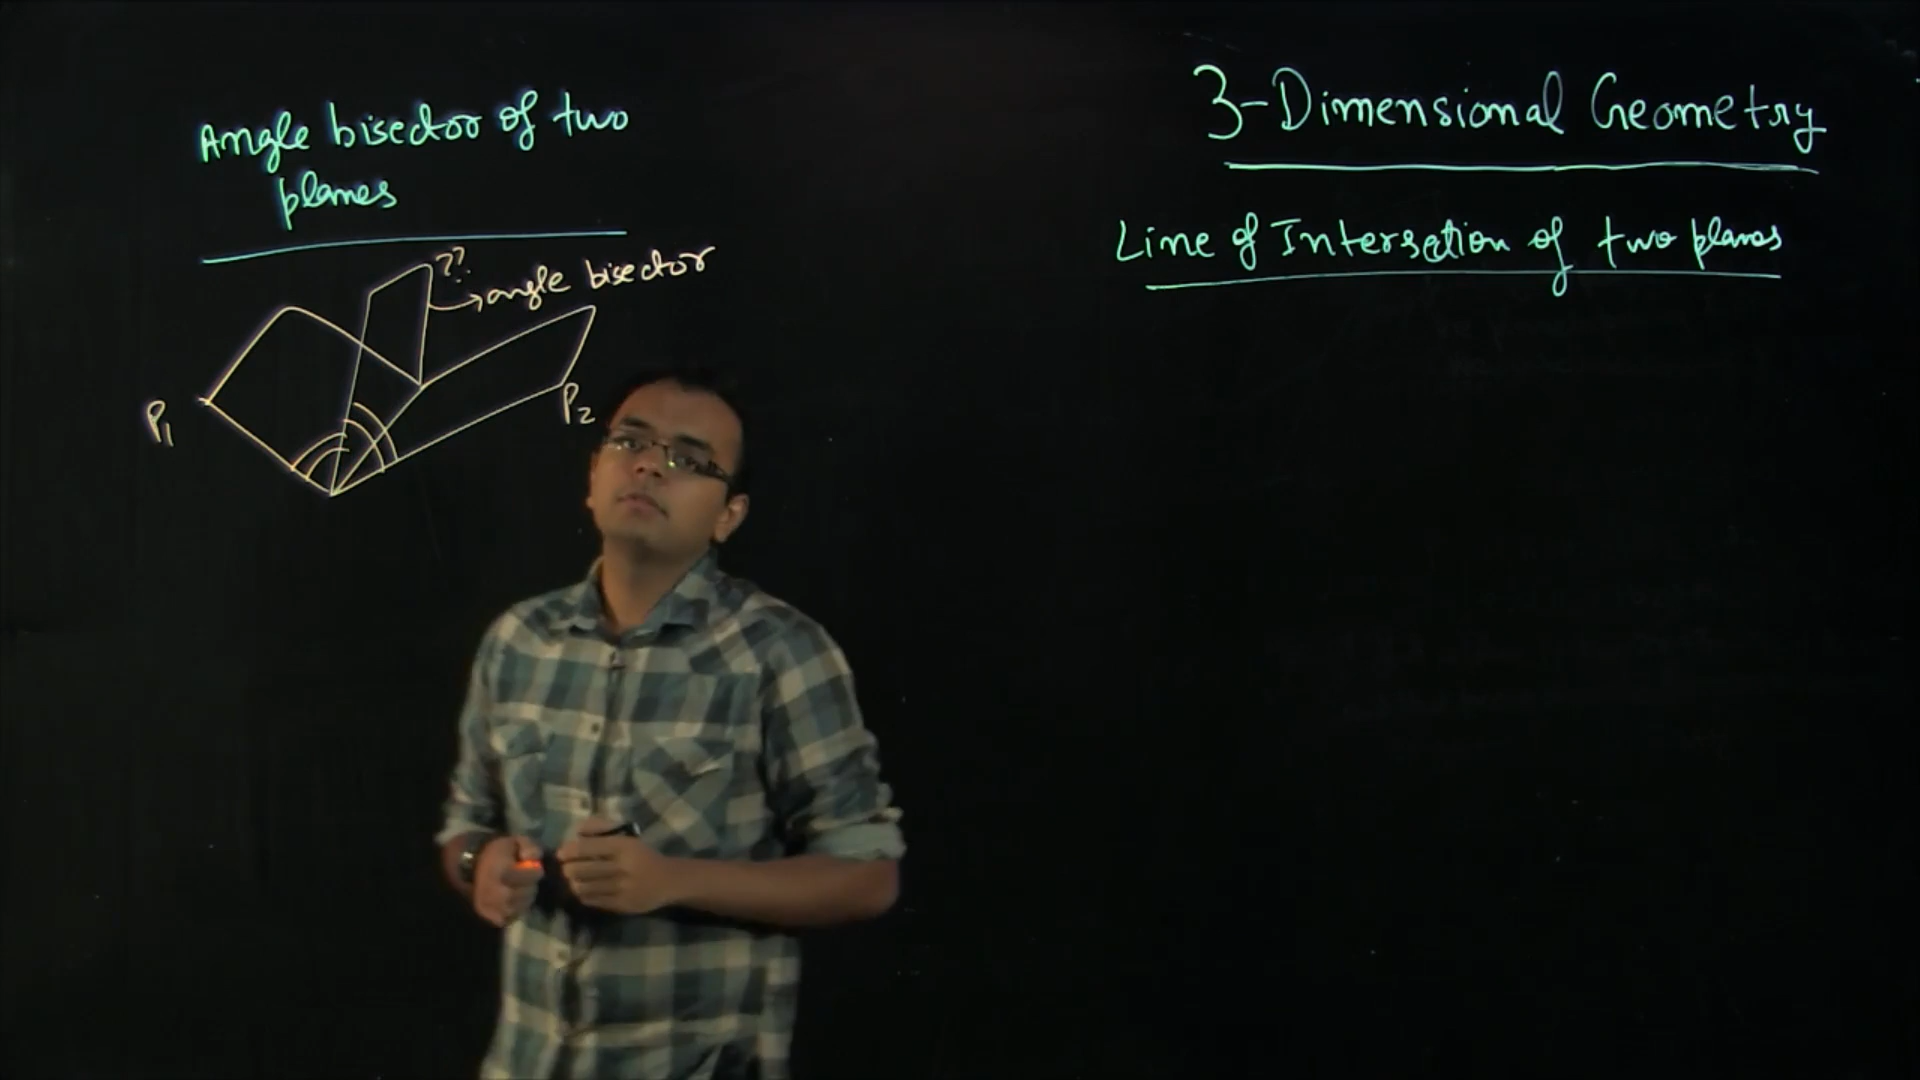 Angle bisector of two
planes
??
angle bisector
P1
P2
3-Dimensional Geometry
Line of Intersection of two planes